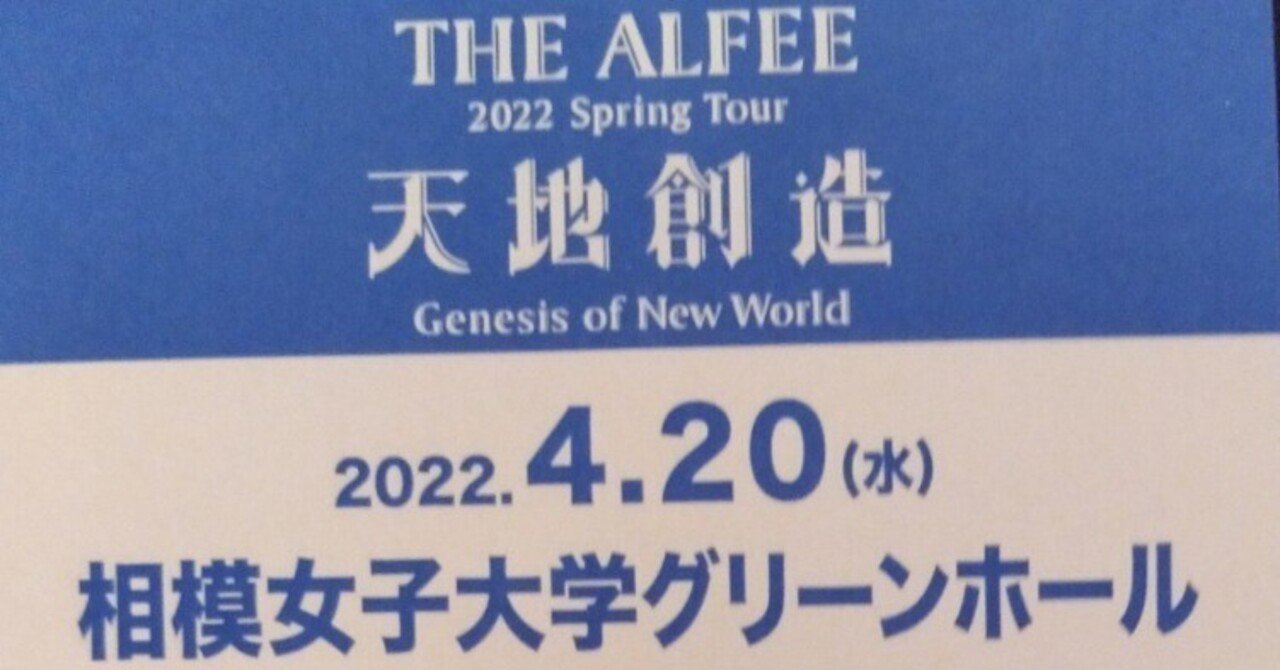 THE ALFEE
2022 Spring Tour
天地創造
Genesis of New World
2022. 4.20 (水)
相模女子大学グリーンホール